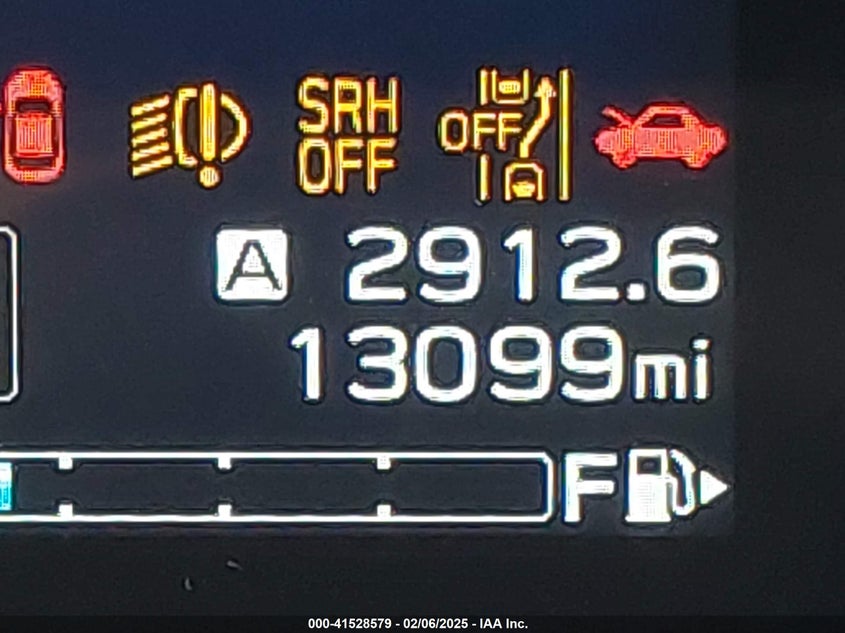 SRH
OFF
OFF
A 2912.6
13099mi
F
000-41528579 - 02/06/2025 - IAA Inc.